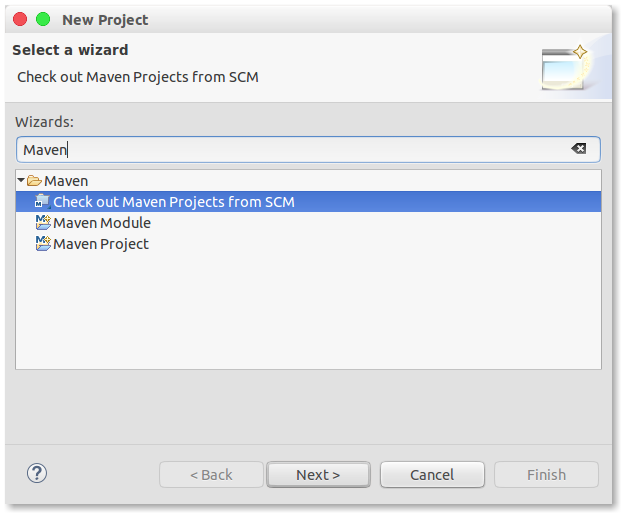 New Project
Select a wizard
Check out Maven Projects from SCM
Wizards:
Maven
Maven
Check out Maven Projects from SCM
Maven Module
Maven Project
? < Back Next > Cancel Finish